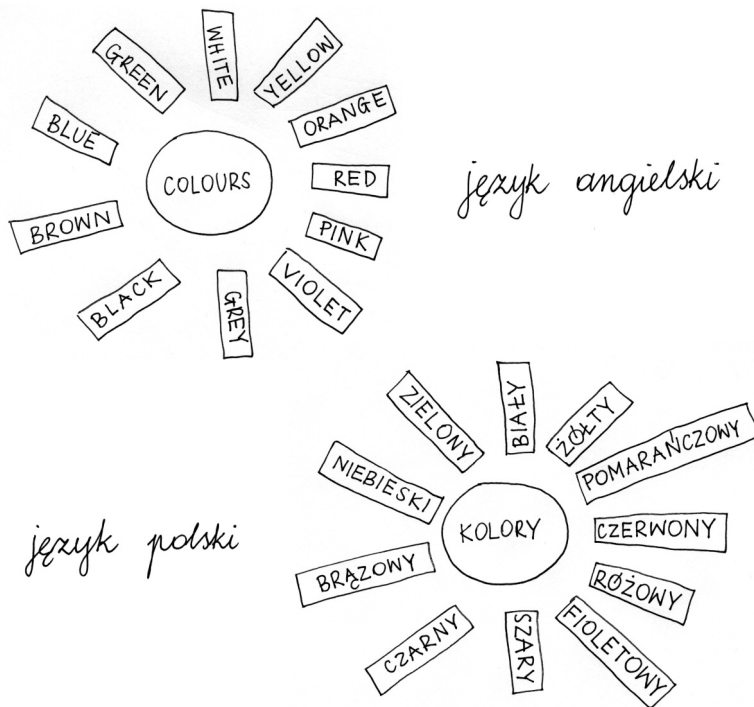 WHITE
GREEN
YELLOW
ORANGE
BLUE
COLOURS
RED
BROWN
PINK
BLACK
GREY
VIOLET
język angielski
BIAŁY
ZIELONY
ŻÓŁTY
POMARAŃCZOWY
NIEBIESKI
KOLORY
CZERWONY
BRĄZOWY
RÓŻOWY
CZARNY
SZARY
FIOLETOWY
język polski